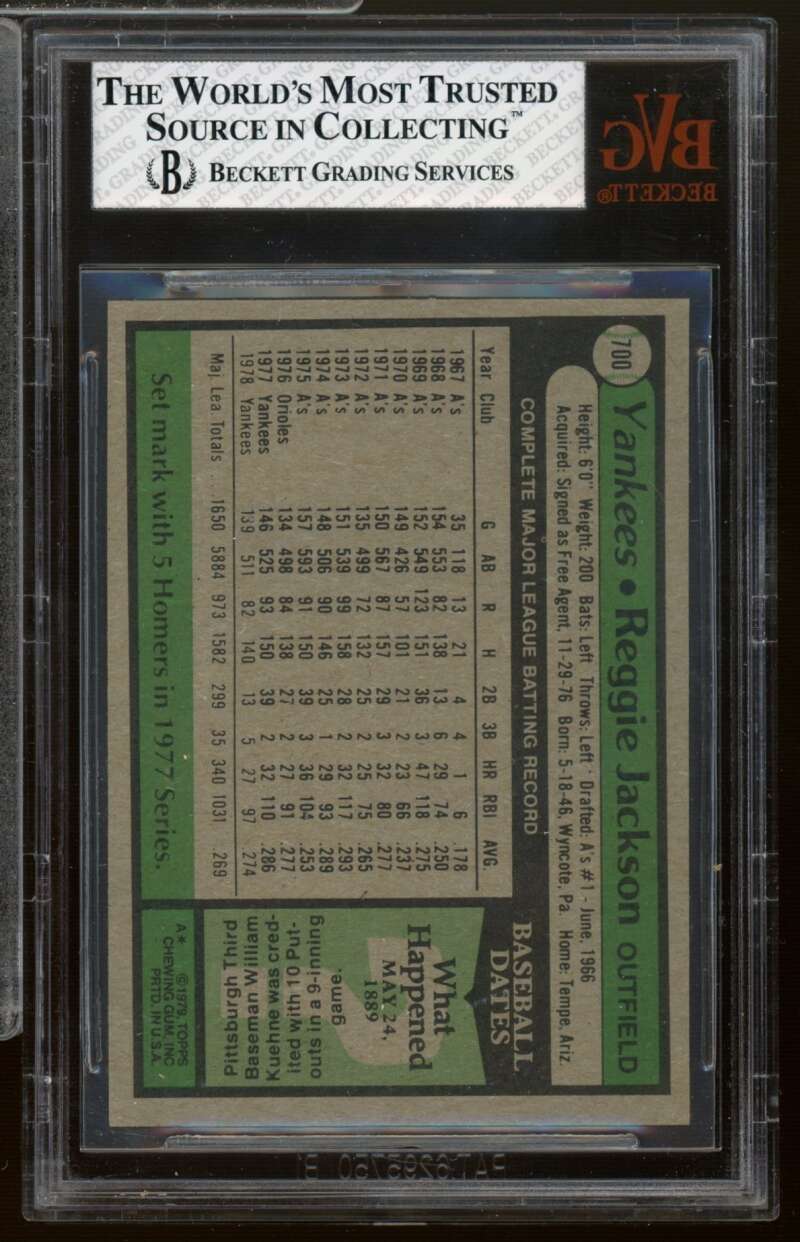 THE WORLD'S MOST TRUSTED
SOURCE IN COLLECTING™
B BECKETT GRADING SERVICES
BVG
BECKETT®
700
Yankees • Reggie Jackson OUTFIELD
Height: 6'0" Weight: 200 Bats: Left Throws: Left • Drafted: A's #1 - June, 1966
Acquired: Signed as Free Agent, 11-29-76 Born: 5-18-46, Wyncote, Pa. Home: Tempe, Ariz.
COMPLETE MAJOR LEAGUE BATTING RECORD
Year Club G AB R H 2B 3B HR RBI AVG.
1967 A's 35 118 13 21 4 4 1 6 .178
1968 A's 154 553 82 138 13 6 29 74 .250
1969 A's 152 549 123 151 36 3 47 118 .275
1970 A's 149 426 57 101 21 2 23 66 .237
1971 A's 150 567 87 157 29 3 32 80 .277
1972 A's 135 499 72 132 25 2 25 75 .265
1973 A's 151 539 99 158 28 2 32 117 .293
1974 A's 148 506 90 146 25 1 29 93 .289
1975 A's 157 593 91 150 39 3 36 104 .253
1976 Orioles 134 498 84 138 27 2 27 91 .277
1977 Yankees 146 525 93 150 39 2 32 110 .286
1978 Yankees 139 511 82 140 13 5 27 97 .274
Maj. Lea. Totals 1650 5884 973 1582 299 35 340 1031 .269
Set mark with 5 Homers in 1977 Series.
BASEBALL
DATES
What
Happened
MAY 24,
1889
Pittsburgh Third
Baseman William
Kuehne was cred-
ited with 10 Put-
outs in a 9-inning
game.
A* ©1979, TOPPS
CHEWING GUM, INC
PRTD. IN U.S.A.